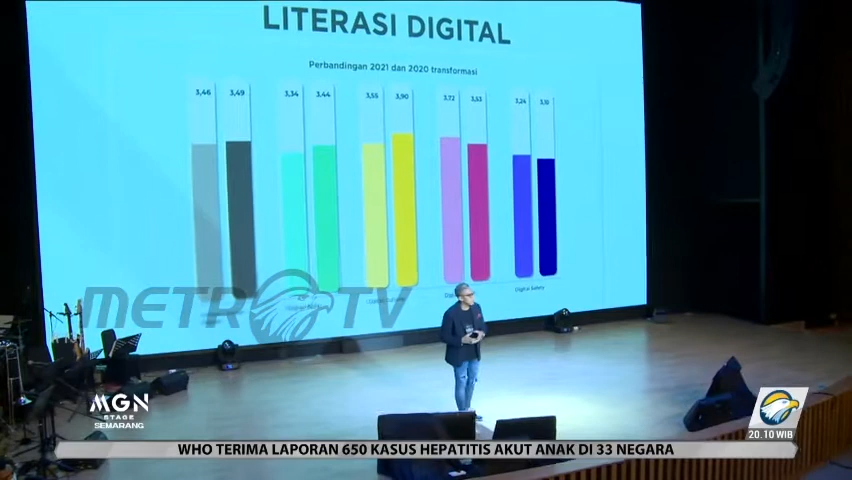 LITERASI DIGITAL
Perbandingan 2021 dan 2020 transformasi
3,46 3,49 3,34 3,44 3,55 3,90 3,72 3,53 3,24 3,10
Digital Safety
METRO TV
MGN
STAGE
SEMARANG
20.10 WIB
WHO TERIMA LAPORAN 650 KASUS HEPATITIS AKUT ANAK DI 33 NEGARA